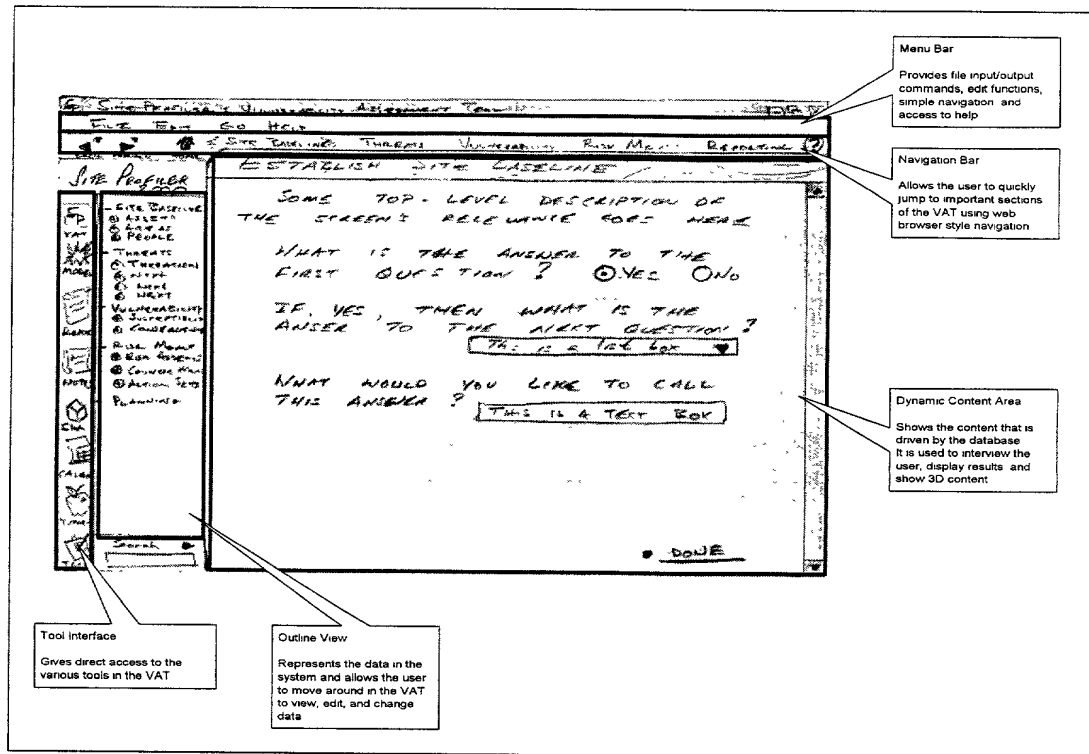 Menu Bar
Provides file input/output
commands, edit functions,
simple navigation and
access to help
Navigation Bar
Allows the user to quickly
jump to important sections
of the VAT using web
browser style navigation
SITE PROFILER & VULNERABILITY ASSESSMENT
FILE EDIT GO HELP
SITE BASELINE THREATS VULNERABILITY RISK REPORTING ?
SITE PROFILER
ESTABLISH SITE BASELINE
SITE BASELINE
ASSETS
PEOPLE
THREATS
NEXT
NEXT
VULNERABILITY
RISK
PLANNING
VAT
MODEL
NOTE
Search
SOME TOP-LEVEL DESCRIPTION OF
THE SCREEN'S RELEVANCE GOES HERE
WHAT IS THE ANSWER TO THE
FIRST QUESTION? YES NO
IF, YES, THEN WHAT IS THE
ANSER TO THE NEXT QUESTION?
THIS IS A list box
WHAT WOULD YOU LIKE TO CALL
THIS ANSWER?
THIS IS A TEXT BOX
DONE
Dynamic Content Area
Shows the content that is
driven by the database
It is used to interview the
user, display results and
show 3D content
Tool interface
Gives direct access to the
various tools in the VAT
Outline View
Represents the data in the
system and allows the user
to move around in the VAT
to view, edit, and change
data